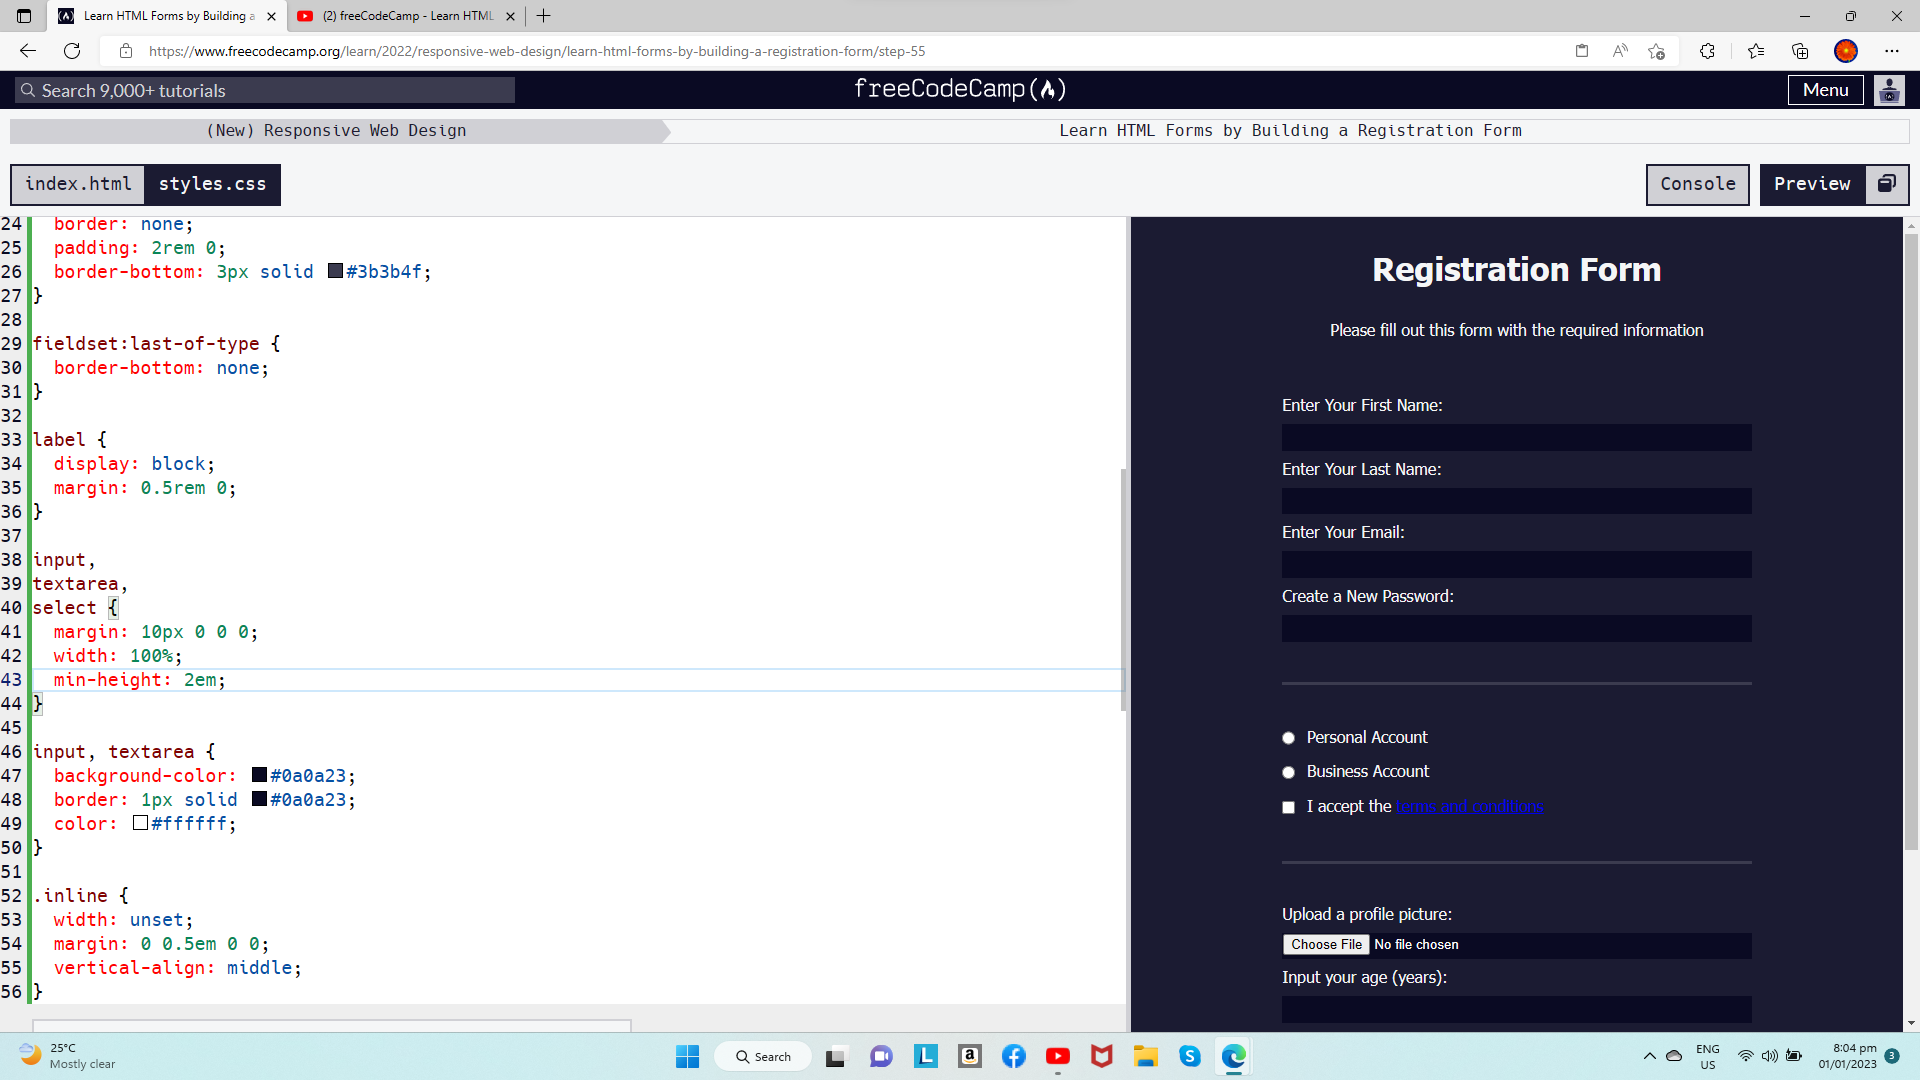 Learn HTML Forms by Building a
(2) freeCodeCamp - Learn HTML
https://www.freecodecamp.org/learn/2022/responsive-web-design/learn-html-forms-by-building-a-registration-form/step-55
Search 9,000+ tutorials
freeCodeCamp
Menu
(New) Responsive Web Design
Learn HTML Forms by Building a Registration Form
index.html
styles.css
Console
Preview
24 border: none;
25 padding: 2rem 0;
26 border-bottom: 3px solid #3b3b4f;
27 }
28
29 fieldset:last-of-type {
30 border-bottom: none;
31 }
32
33 label {
34 display: block;
35 margin: 0.5rem 0;
36 }
37
38 input,
39 textarea,
40 select {
41 margin: 10px 0 0 0;
42 width: 100%;
43 min-height: 2em;
44 }
45
46 input, textarea {
47 background-color: #0a0a23;
48 border: 1px solid #0a0a23;
49 color: #ffffff;
50 }
51
52 .inline {
53 width: unset;
54 margin: 0 0.5em 0 0;
55 vertical-align: middle;
56 }
Registration Form
Please fill out this form with the required information
Enter Your First Name:
Enter Your Last Name:
Enter Your Email:
Create a New Password:
Personal Account
Business Account
I accept the terms and conditions
Upload a profile picture:
Choose File No file chosen
Input your age (years):
25°C
Mostly clear
Search
ENG
US
8:04 pm
01/01/2023
3